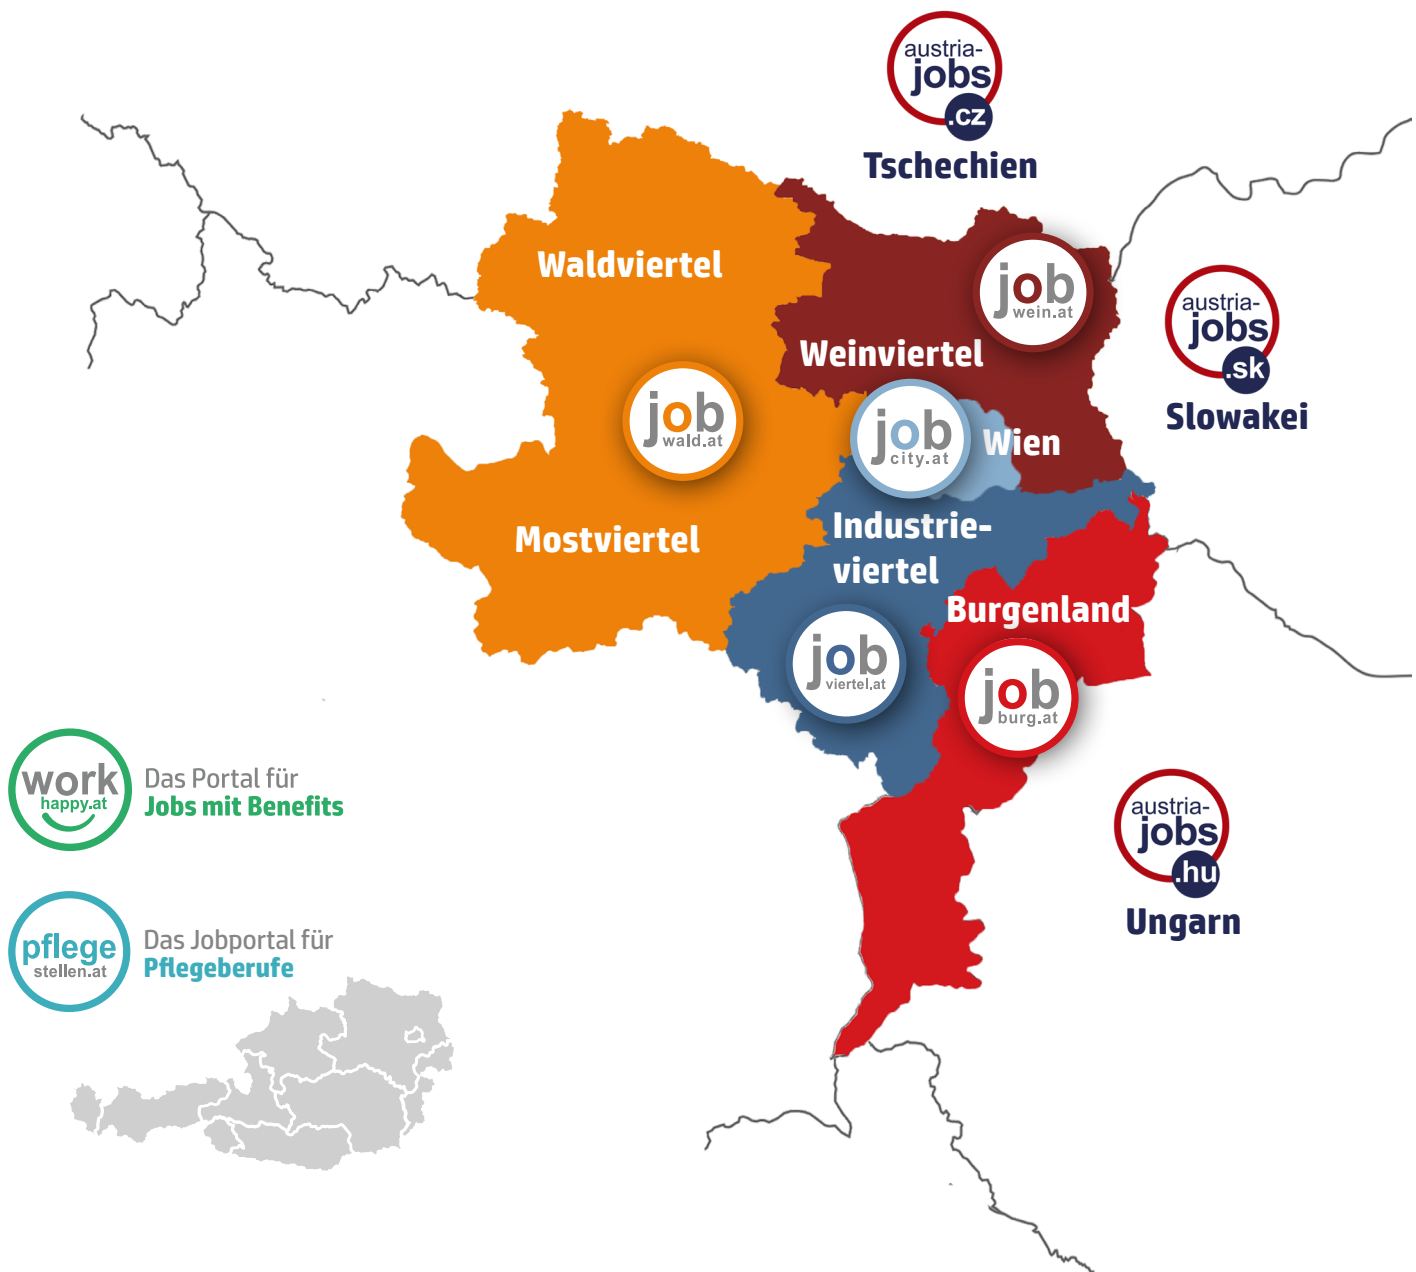 austria-
jobs
.cz
Tschechien
Waldviertel
job
wein.at
austria-
jobs
.sk
Slowakei
Weinviertel
job
wald.at
job
city.at
Wien
Mostviertel
Industrie-
viertel
Burgenland
job
viertel.at
job
burg.at
work
happy.at
Das Portal für
Jobs mit Benefits
austria-
jobs
.hu
Ungarn
pflege
stellen.at
Das Jobportal für
Pflegeberufe